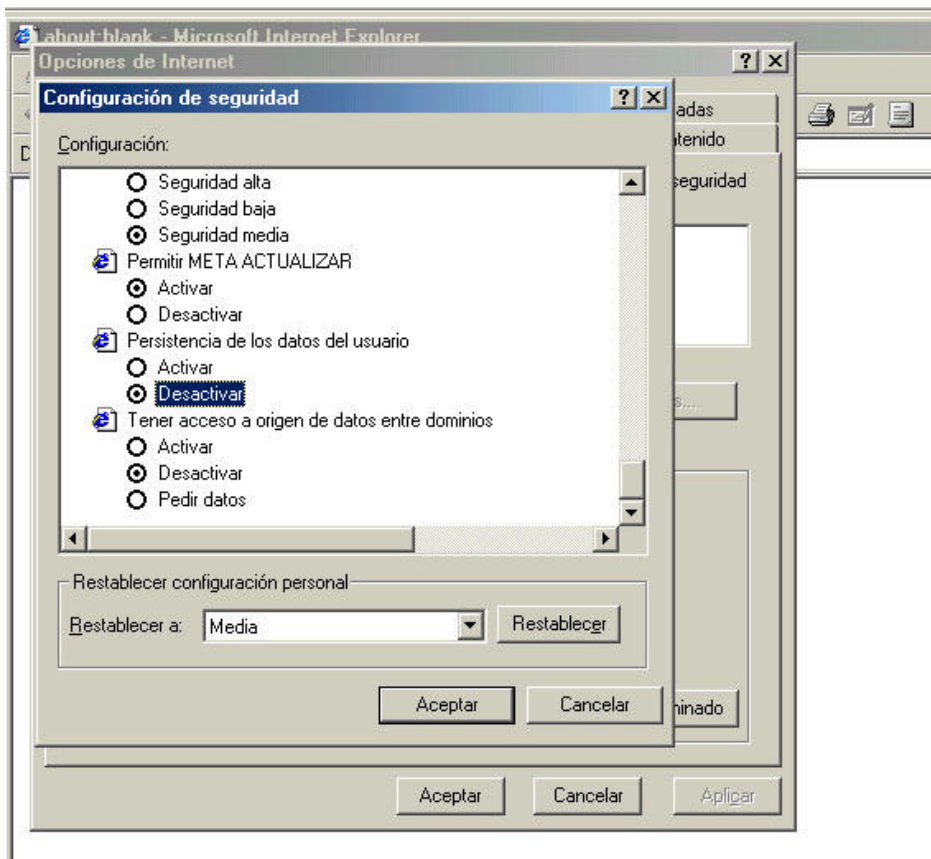 about:blank - Microsoft Internet Explorer
Opciones de Internet
Configuración de seguridad
adas
Configuración:
tenido
Seguridad alta
seguridad
Seguridad baja
Seguridad media
Permitir META ACTUALIZAR
Activar
Desactivar
Persistencia de los datos del usuario
Activar
Desactivar
s...
Tener acceso a origen de datos entre dominios
Activar
Desactivar
Pedir datos
Restablecer configuración personal
Restablecer a: Media Restablecer
Aceptar Cancelar
minado
Aceptar Cancelar Aplicar